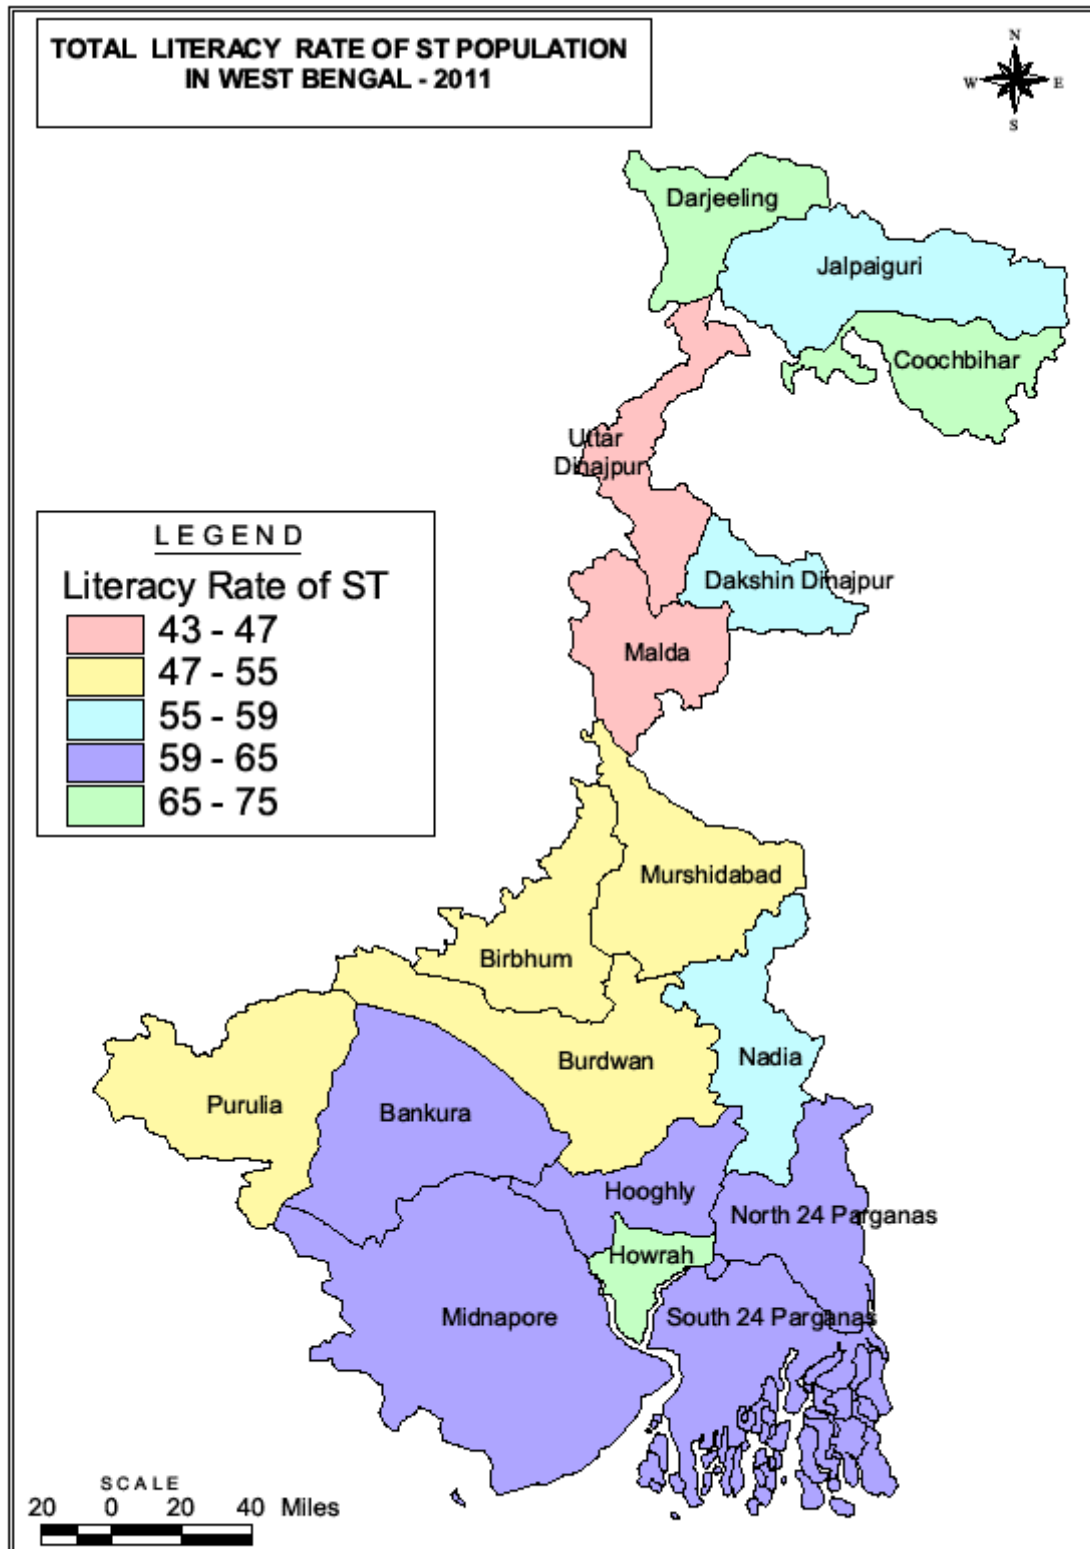 TOTAL LITERACY RATE OF ST POPULATION
IN WEST BENGAL - 2011
N
W E
S
Darjeeling
Jalpaiguri
Coochbihar
Uttar
Dinajpur
LEGEND
Literacy Rate of ST
43 - 47
47 - 55
55 - 59
59 - 65
65 - 75
Dakshin Dinajpur
Malda
Murshidabad
Birbhum
Burdwan
Nadia
Purulia
Bankura
Hooghly
North 24 Parganas
Howrah
Midnapore
South 24 Parganas
SCALE
20 0 20 40 Miles